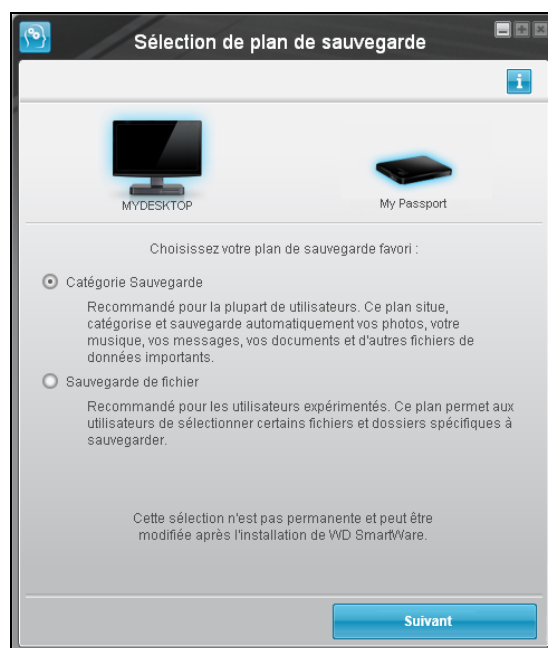 Sélection de plan de sauvegarde
MYDESKTOP
My Passport
Choisissez votre plan de sauvegarde favori :
Catégorie Sauvegarde
Recommandé pour la plupart de utilisateurs. Ce plan situe,
catégorise et sauvegarde automatiquement vos photos, votre
musique, vos messages, vos documents et d'autres fichiers de
données importants.
Sauvegarde de fichier
Recommandé pour les utilisateurs expérimentés. Ce plan permet aux
utilisateurs de sélectionner certains fichiers et dossiers spécifiques à
sauvegarder.
Cette sélection n'est pas permanente et peut être
modifiée après l'installation de WD SmartWare.
Suivant